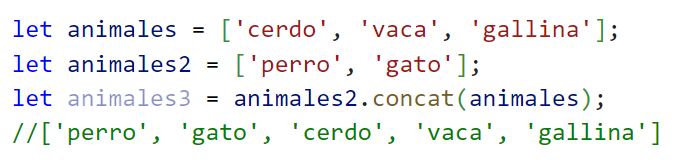 let animales = ['cerdo', 'vaca', 'gallina'];
let animales2 = ['perro', 'gato'];
let animales3 = animales2.concat(animales);
//['perro', 'gato', 'cerdo', 'vaca', 'gallina']